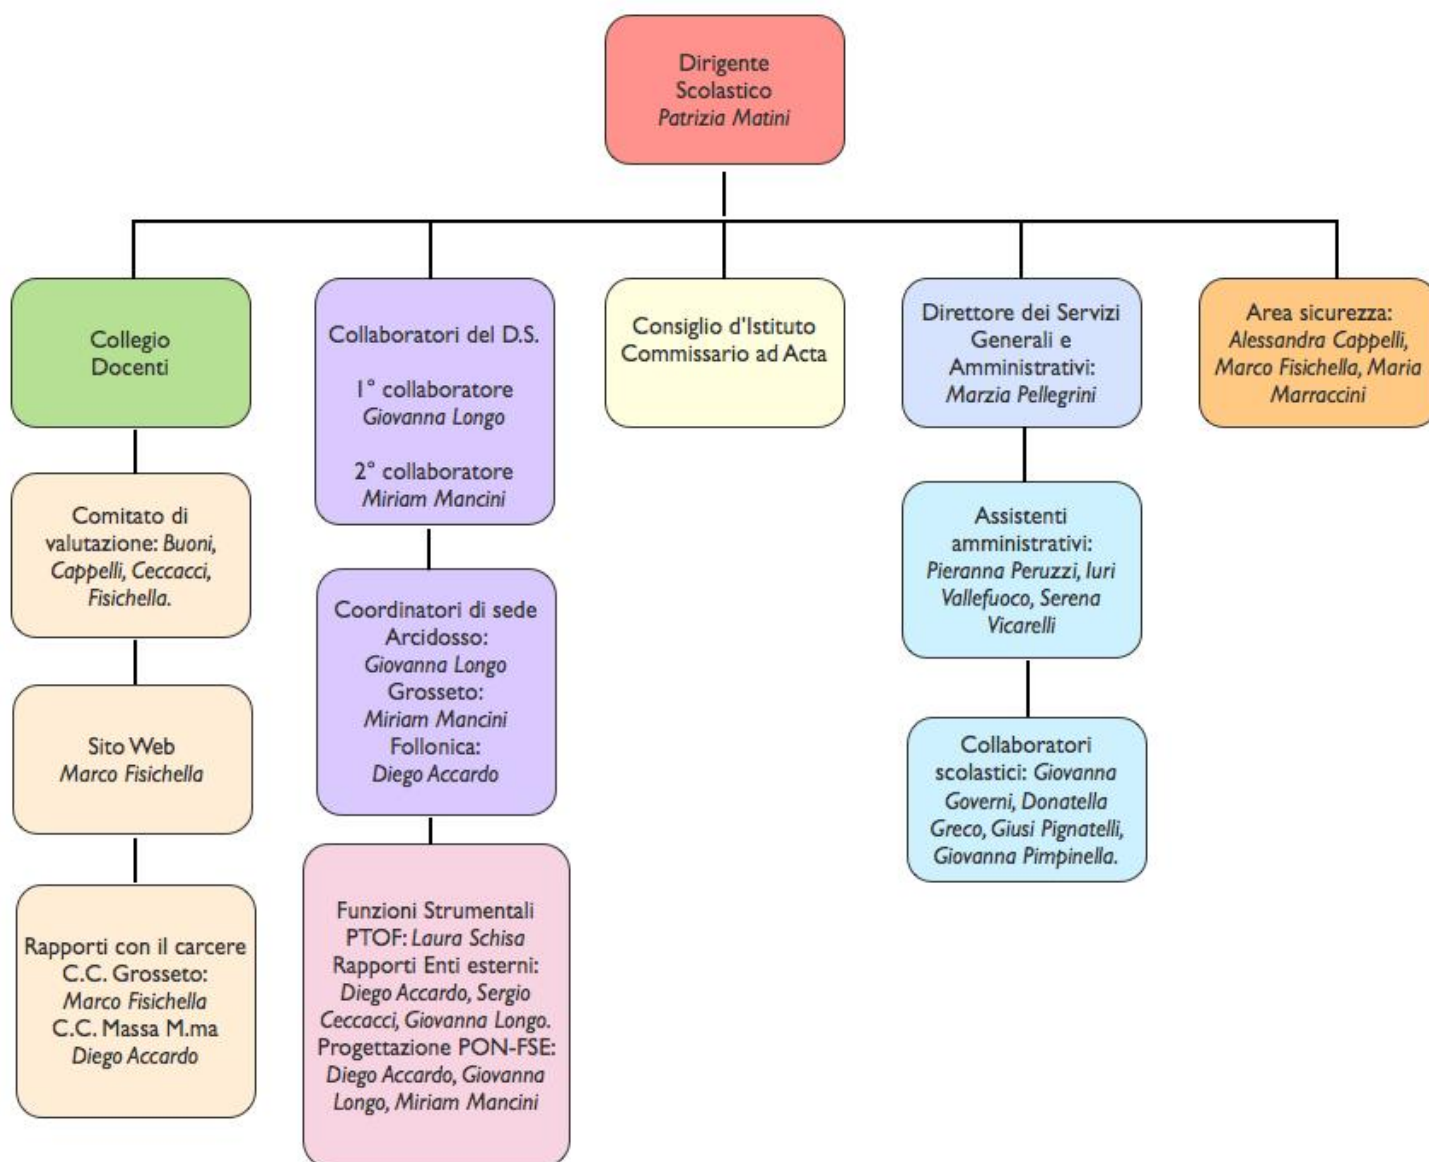 Dirigente
Scolastico
Patrizia Matini
Collegio
Docenti
Collaboratori del D.S.
1° collaboratore
Giovanna Longo
2° collaboratore
Miriam Mancini
Consiglio d'Istituto
Commissario ad Acta
Direttore dei Servizi
Generali e
Amministrativi:
Marzia Pellegrini
Area sicurezza:
Alessandra Cappelli,
Marco Fisichella, Maria
Marraccini
Comitato di
valutazione: Buoni,
Cappelli, Ceccacci,
Fisichella.
Coordinatori di sede
Arcidosso:
Giovanna Longo
Grosseto:
Miriam Mancini
Follonica:
Diego Accardo
Assistenti
amministrativi:
Pieranna Peruzzi, Iuri
Vallefuoco, Serena
Vicarelli
Sito Web
Marco Fisichella
Collaboratori
scolastici: Giovanna
Governi, Donatella
Greco, Giusi Pignatelli,
Giovanna Pimpinella.
Rapporti con il carcere
C.C. Grosseto:
Marco Fisichella
C.C. Massa M.ma
Diego Accardo
Funzioni Strumentali
PTOF: Laura Schisa
Rapporti Enti esterni:
Diego Accardo, Sergio
Ceccacci, Giovanna Longo.
Progettazione PON-FSE:
Diego Accardo, Giovanna
Longo, Miriam Mancini